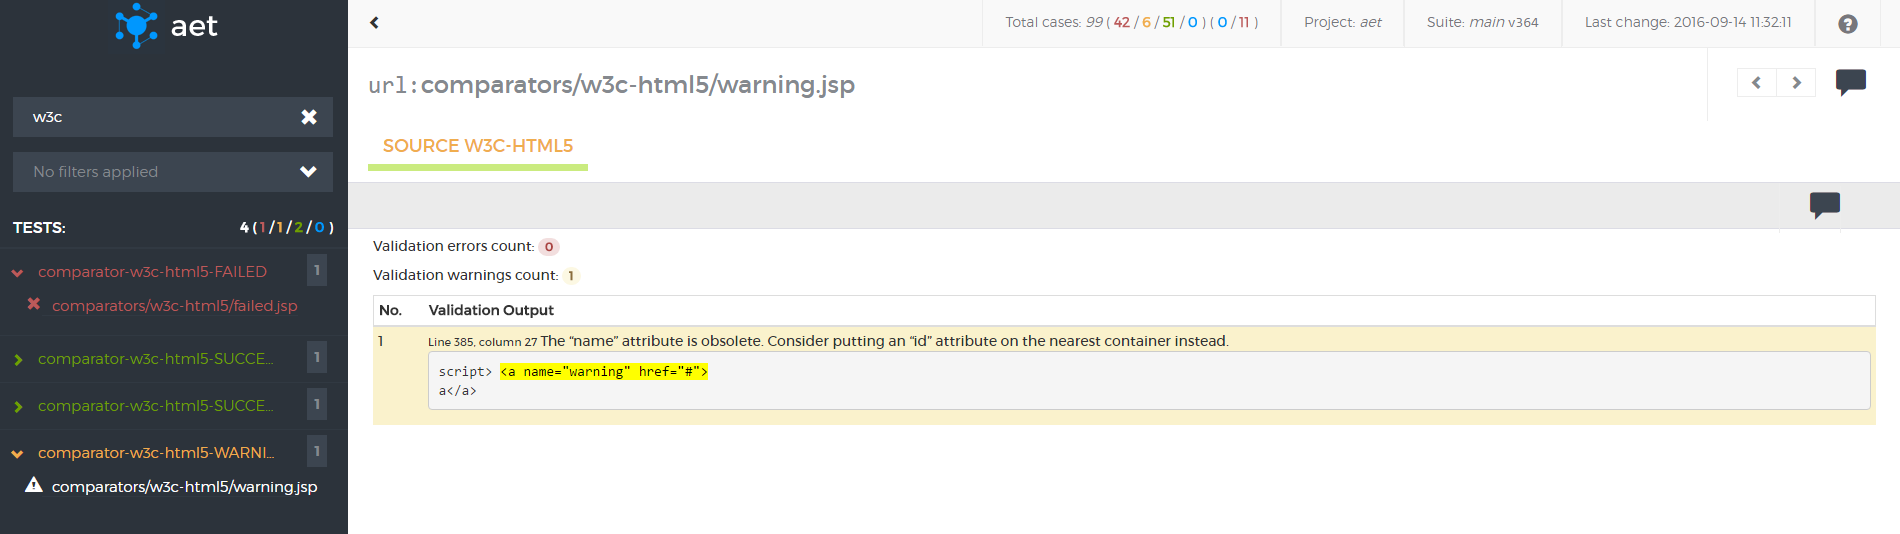 aet
Total cases: 99 ( 42 / 6 / 51 / 0 ) ( 0 / 11 )
Project: aet
Suite: main v364
Last change: 2016-09-14 11:32:11
?
url:comparators/w3c-html5/warning.jsp
w3c
No filters applied
SOURCE W3C-HTML5
TESTS: 4 ( 1 / 1 / 2 / 0 )
comparator-w3c-html5-FAILED 1
comparators/w3c-html5/failed.jsp
comparator-w3c-html5-SUCCE... 1
comparator-w3c-html5-SUCCE... 1
comparator-w3c-html5-WARNI... 1
comparators/w3c-html5/warning.jsp
Validation errors count: 0
Validation warnings count: 1
No. Validation Output
1 Line 385, column 27 The “name” attribute is obsolete. Consider putting an “id” attribute on the nearest container instead.
script> <a name="warning" href="#">
a</a>